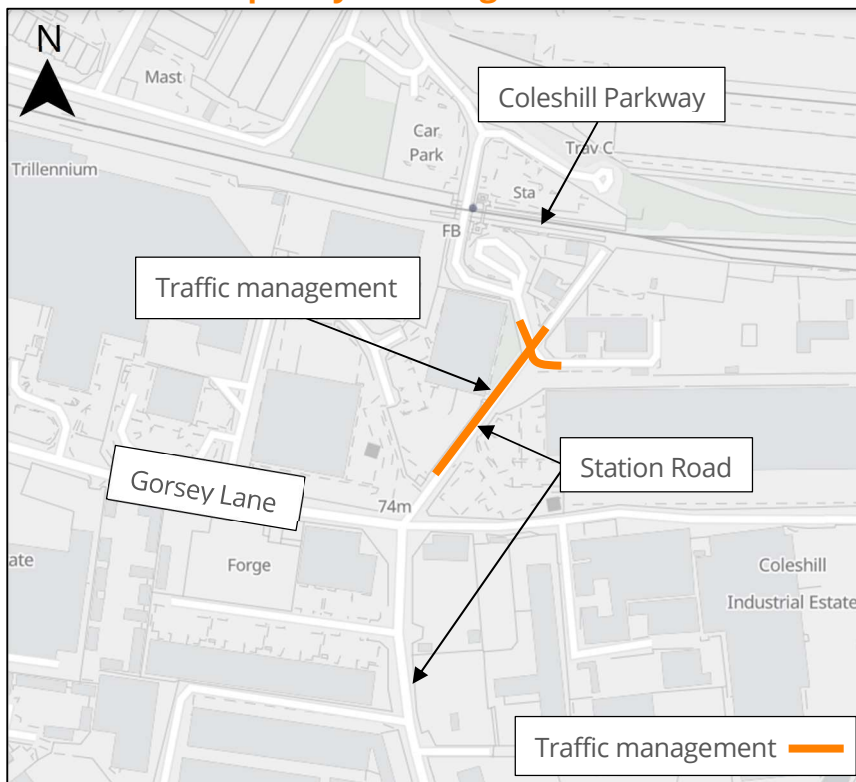 N
Mast
Coleshill Parkway
Car
Park
Trav C
Trillennium
Sta
FB
Traffic management
Station Road
Gorsey Lane
74m
ate
Forge
Coleshill
Industrial Estate
Traffic management